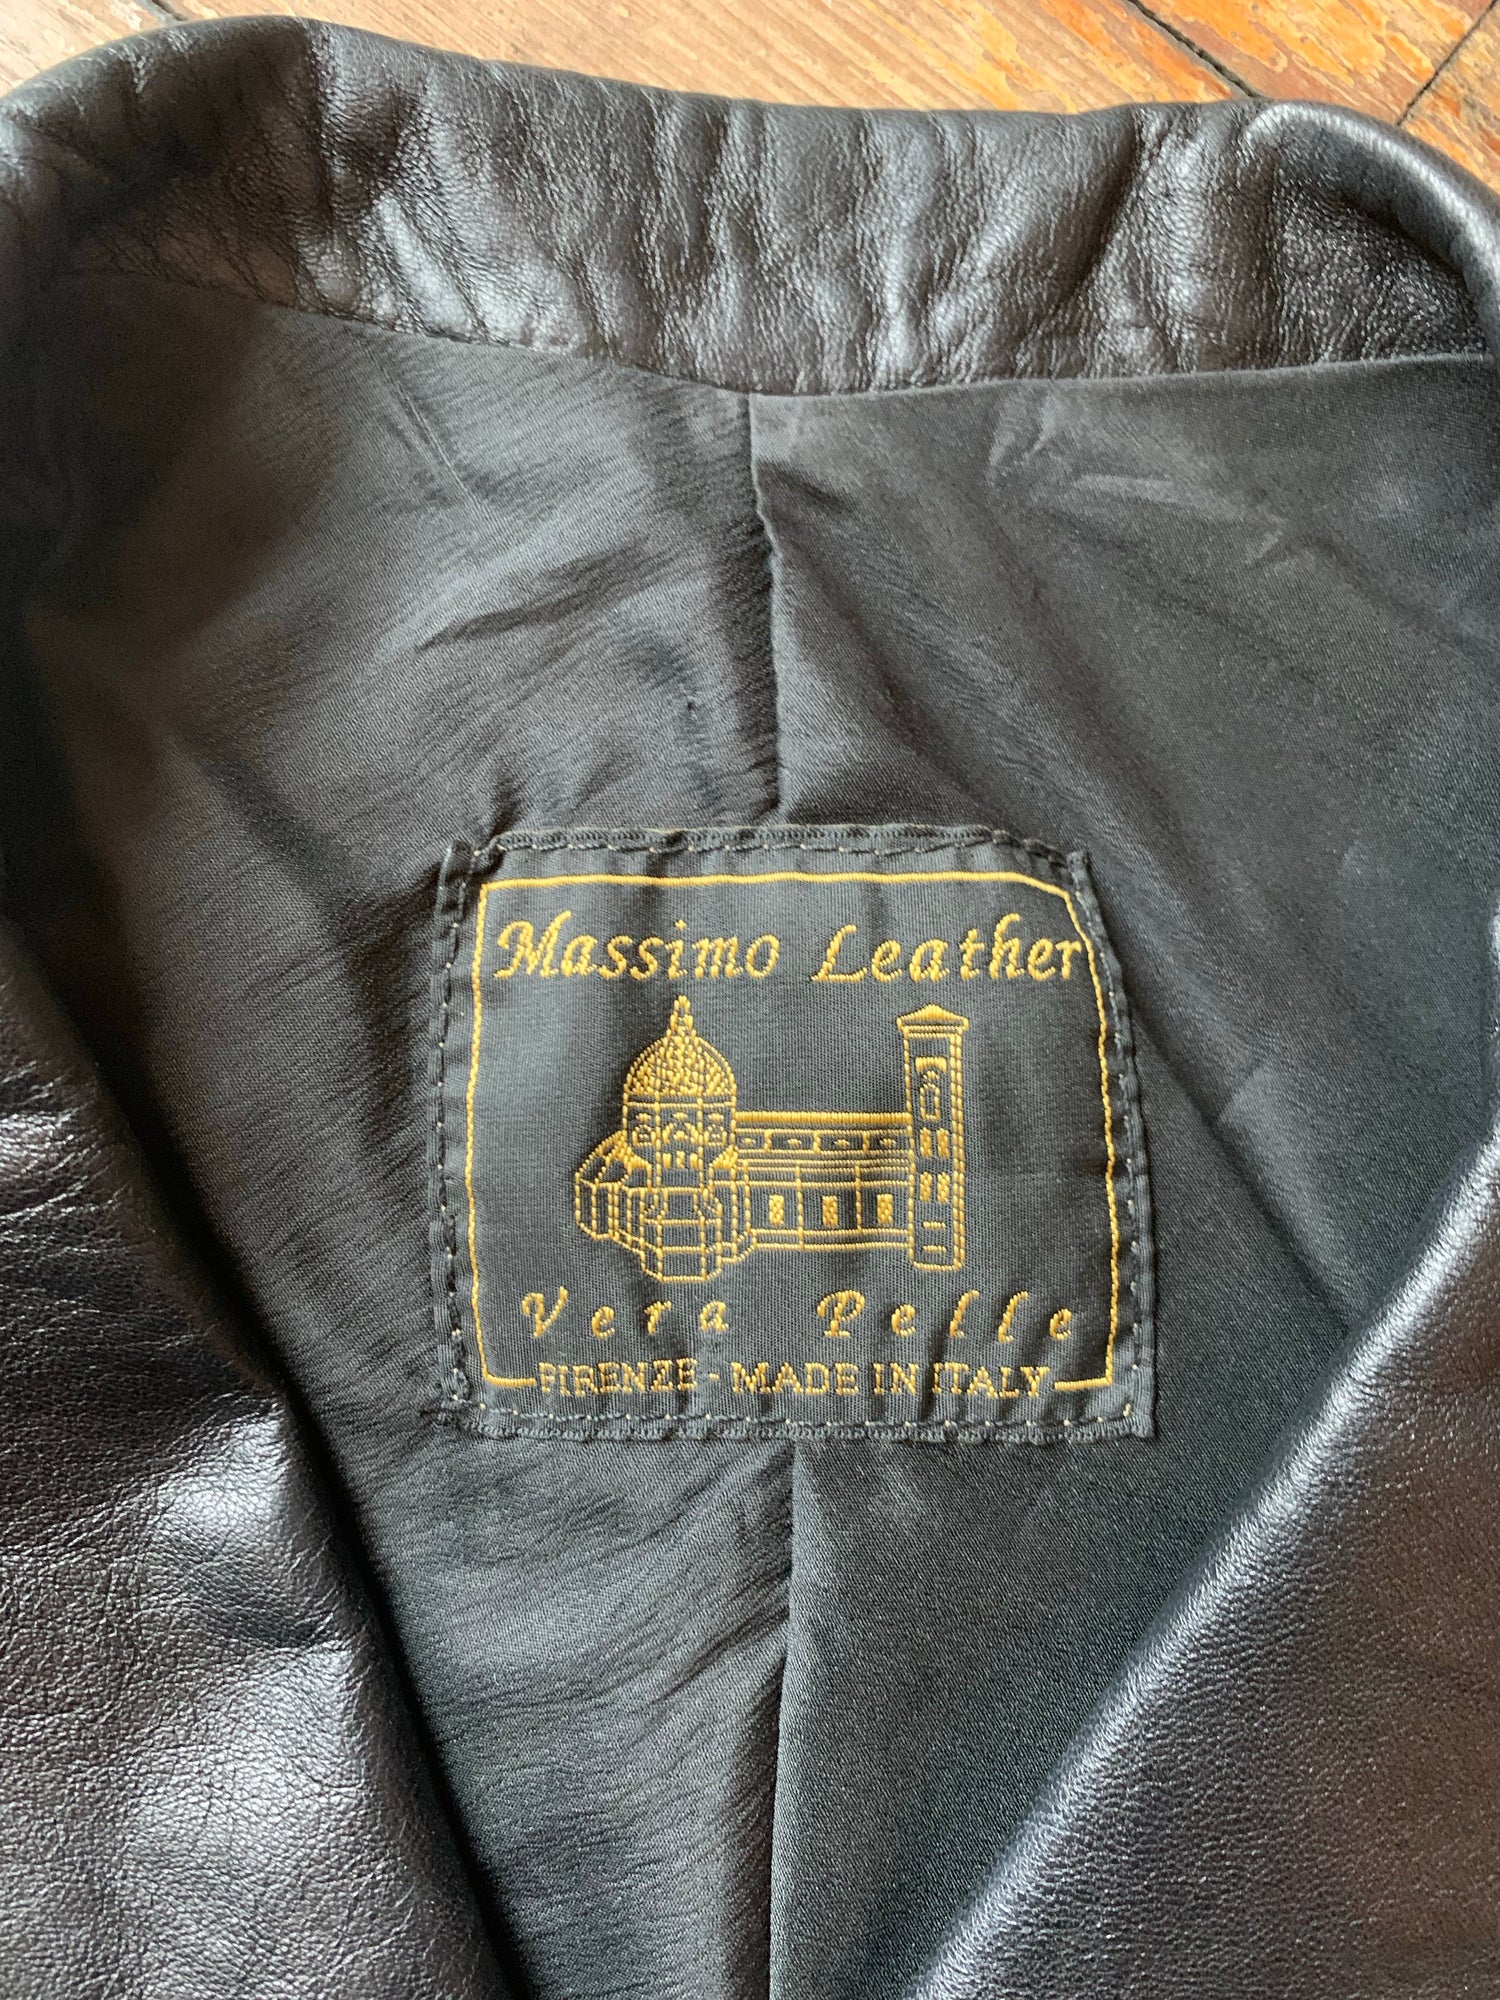 Massimo Leather
Vera Pelle
FIRENZE - MADE IN ITALY